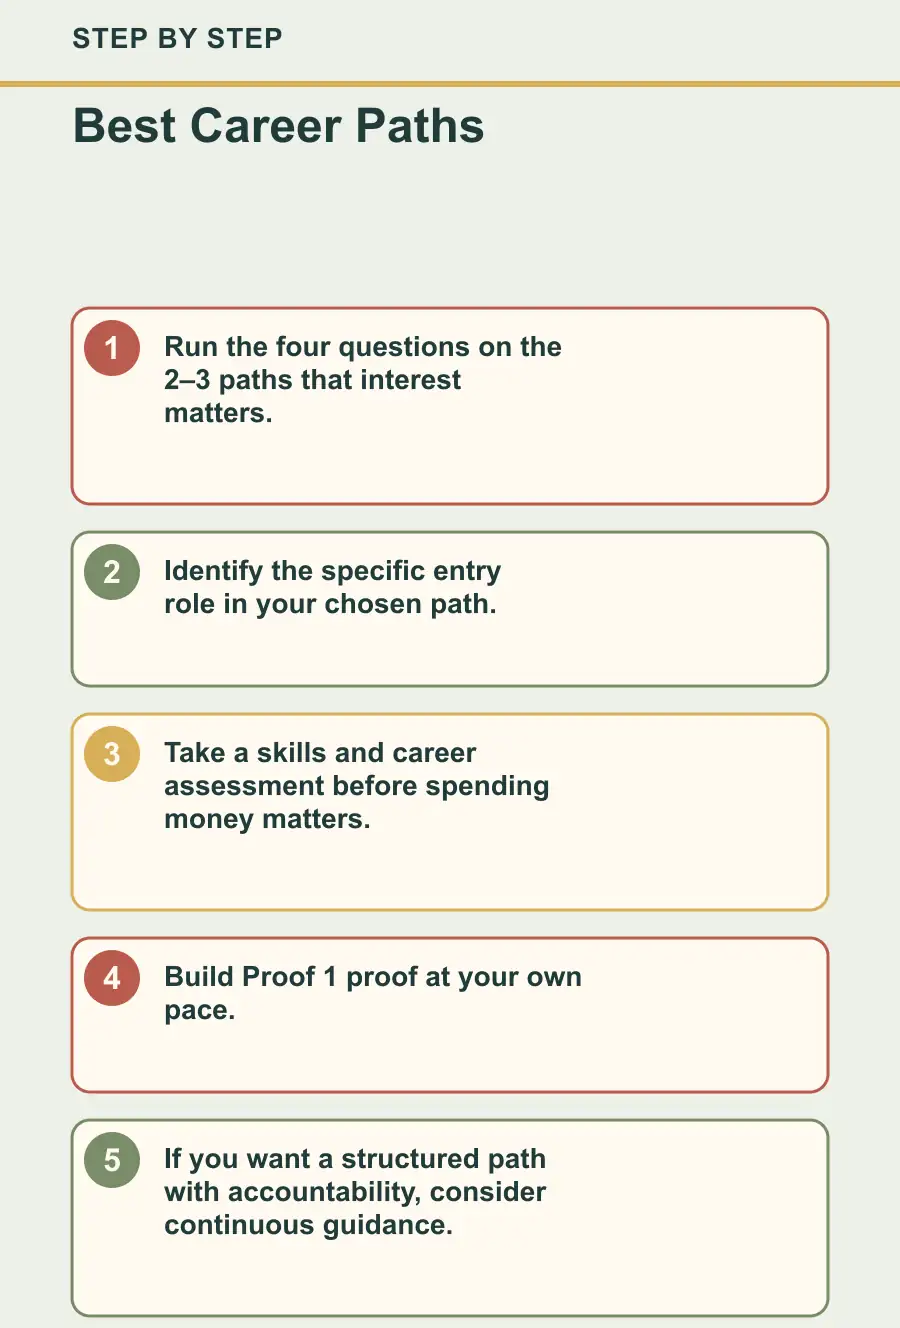 STEP BY STEP
Best Career Paths
1
Run the four questions on the
2–3 paths that interest
matters.
2
Identify the specific entry
role in your chosen path.
3
Take a skills and career
assessment before spending
money matters.
4
Build Proof 1 proof at your own
pace.
5
If you want a structured path
with accountability, consider
continuous guidance.